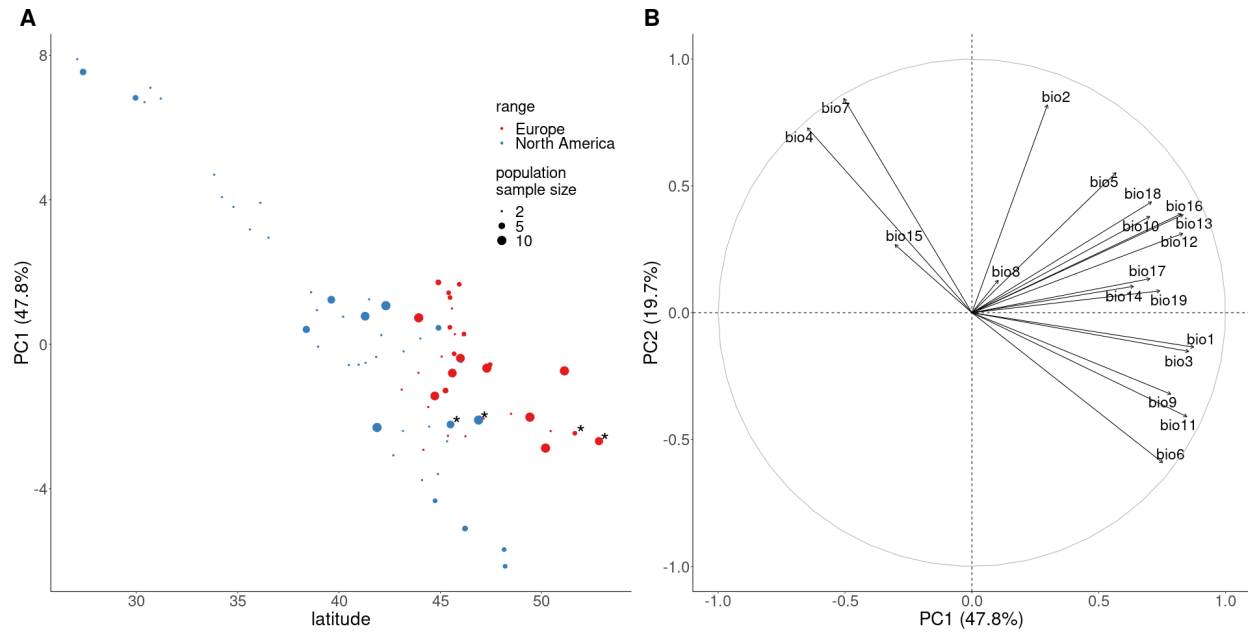 A
8
4
0
-4
PC1 (47.8%)
30
35
40
45
50
latitude
range
Europe
North America
population
sample size
2
5
10
*
*
*
*
B
1.0
0.5
0.0
-0.5
-1.0
PC2 (19.7%)
-1.0
-0.5
0.0
0.5
1.0
PC1 (47.8%)
bio2
bio7
bio4
bio5
bio18
bio16
bio10
bio13
bio15
bio12
bio8
bio17
bio14
bio19
bio1
bio3
bio9
bio11
bio6